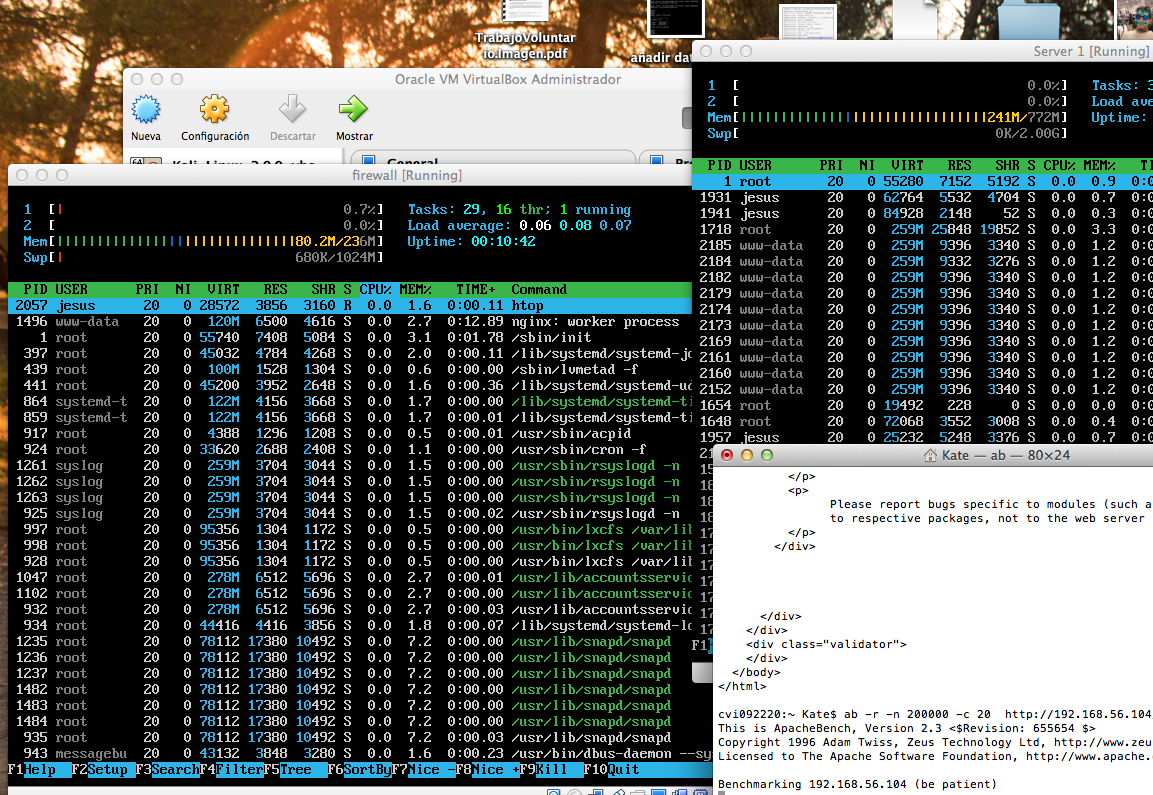 TrabajoVoluntar
io.imagen.pdf
añadir dat
Oracle VM VirtualBox Administrador
Nueva
Configuración
Descartar
Mostrar
General
Server 1 [Running]
1 [ 0.0%] Tasks: 3
2 [ 0.0%] Load ave
Mem[|||||||||||||||||||||||||||||||241M/772M] Uptime:
Swp[ 0K/2.00G]
PID USER PRI NI VIRT RES SHR S CPU% MEM% TI
1 root 20 0 55280 7152 5192 S 0.0 0.9 0:
1931 jesus 20 0 62764 5532 4704 S 0.0 0.7 0:
1941 jesus 20 0 84928 2148 52 S 0.0 0.3 0:
1718 root 20 0 259M 25848 19852 S 0.0 3.3 0:
2185 www-data 20 0 259M 9396 3340 S 0.0 1.2 0:
2184 www-data 20 0 259M 9332 3276 S 0.0 1.2 0:
2182 www-data 20 0 259M 9396 3340 S 0.0 1.2 0:
2179 www-data 20 0 259M 9396 3340 S 0.0 1.2 0:
2174 www-data 20 0 259M 9396 3340 S 0.0 1.2 0:
2173 www-data 20 0 259M 9396 3340 S 0.0 1.2 0:
2169 www-data 20 0 259M 9396 3340 S 0.0 1.2 0:
2161 www-data 20 0 259M 9396 3340 S 0.0 1.2 0:
2160 www-data 20 0 259M 9396 3340 S 0.0 1.2 0:
2152 www-data 20 0 259M 9396 3340 S 0.0 1.2 0:
1654 root 20 0 19492 228 0 S 0.0 0.0 0:
1648 root 20 0 72068 3552 3008 S 0.0 0.4 0:
1957 jesus 20 0 25232 5248 3376 S 0.0 0.7 0:
firewall [Running]
1 [| 0.7%] Tasks: 29, 16 thr; 1 running
2 [ 0.0%] Load average: 0.06 0.08 0.07
Mem[||||||||||||||||||||||||||||||80.2M/236M] Uptime: 00:10:42
Swp[| 680K/1024M]
PID USER PRI NI VIRT RES SHR S CPU% MEM% TIME+ Command
2057 jesus 20 0 28572 3856 3160 R 0.0 1.6 0:00.11 htop
1496 www-data 20 0 120M 6500 4616 S 0.0 2.7 0:12.89 nginx: worker process
1 root 20 0 55740 7408 5084 S 0.0 3.1 0:01.78 /sbin/init
397 root 20 0 45032 4784 4268 S 0.0 2.0 0:00.11 /lib/systemd/systemd-jo
439 root 20 0 100M 1528 1304 S 0.0 0.6 0:00.00 /sbin/lvmetad -f
441 root 20 0 45200 3952 2648 S 0.0 1.6 0:00.36 /lib/systemd/systemd-ud
864 systemd-t 20 0 122M 4156 3668 S 0.0 1.7 0:00.00 /lib/systemd/systemd-ti
859 systemd-t 20 0 122M 4156 3668 S 0.0 1.7 0:00.01 /lib/systemd/systemd-ti
917 root 20 0 4388 1296 1208 S 0.0 0.5 0:00.01 /usr/sbin/acpid
924 root 20 0 33620 2688 2408 S 0.0 1.1 0:00.00 /usr/sbin/cron -f
1261 syslog 20 0 259M 3704 3044 S 0.0 1.5 0:00.00 /usr/sbin/rsyslogd -n
1262 syslog 20 0 259M 3704 3044 S 0.0 1.5 0:00.00 /usr/sbin/rsyslogd -n
1263 syslog 20 0 259M 3704 3044 S 0.0 1.5 0:00.00 /usr/sbin/rsyslogd -n
925 syslog 20 0 259M 3704 3044 S 0.0 1.5 0:00.02 /usr/sbin/rsyslogd -n
997 root 20 0 95356 1304 1172 S 0.0 0.5 0:00.00 /usr/bin/lxcfs /var/lib
998 root 20 0 95356 1304 1172 S 0.0 0.5 0:00.00 /usr/bin/lxcfs /var/lib
928 root 20 0 95356 1304 1172 S 0.0 0.5 0:00.00 /usr/bin/lxcfs /var/lib
1047 root 20 0 278M 6512 5696 S 0.0 2.7 0:00.01 /usr/lib/accountsservic
1102 root 20 0 278M 6512 5696 S 0.0 2.7 0:00.00 /usr/lib/accountsservic
932 root 20 0 278M 6512 5696 S 0.0 2.7 0:00.03 /usr/lib/accountsservic
934 root 20 0 44416 4416 3856 S 0.0 1.8 0:00.07 /lib/systemd/systemd-lo
1235 root 20 0 78112 17380 10492 S 0.0 7.2 0:00.00 /usr/lib/snapd/snapd
1236 root 20 0 78112 17380 10492 S 0.0 7.2 0:00.00 /usr/lib/snapd/snapd
1237 root 20 0 78112 17380 10492 S 0.0 7.2 0:00.00 /usr/lib/snapd/snapd
1482 root 20 0 78112 17380 10492 S 0.0 7.2 0:00.00 /usr/lib/snapd/snapd
1483 root 20 0 78112 17380 10492 S 0.0 7.2 0:00.00 /usr/lib/snapd/snapd
1484 root 20 0 78112 17380 10492 S 0.0 7.2 0:00.00 /usr/lib/snapd/snapd
935 root 20 0 78112 17380 10492 S 0.0 7.2 0:00.03 /usr/lib/snapd/snapd
943 messagebu 20 0 43132 3848 3280 S 0.0 1.6 0:00.23 /usr/bin/dbus-daemon --sy
F1Help F2Setup F3SearchF4FilterF5Tree F6SortByF7Nice -F8Nice +F9Kill F10Quit
Kate — ab — 80×24
</p>
<p>
Please report bugs specific to modules (such a
to respective packages, not to the web server
</p>
</div>
</div>
</div>
<div class="validator">
</div>
</body>
</html>
cvi092220:~ Kate$ ab -r -n 200000 -c 20 http://192.168.56.104/
This is ApacheBench, Version 2.3 <$Revision: 655654 $>
Copyright 1996 Adam Twiss, Zeus Technology Ltd, http://www.zeu
Licensed to The Apache Software Foundation, http://www.apache.
Benchmarking 192.168.56.104 (be patient)